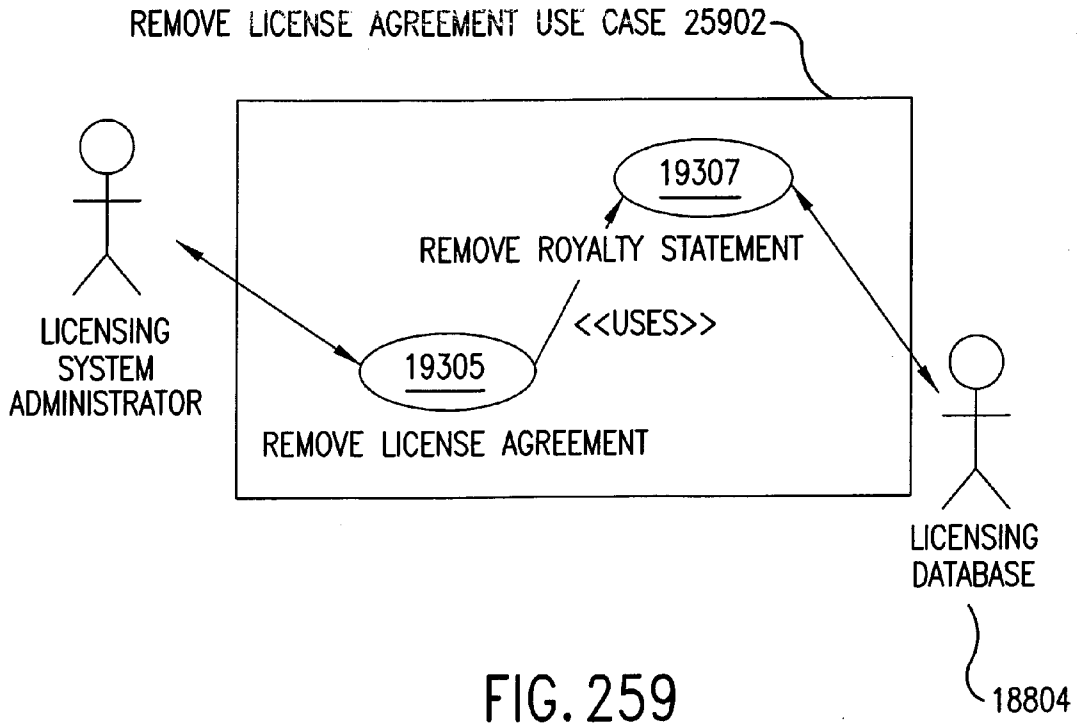 REMOVE LICENSE AGREEMENT USE CASE 25902
19307
REMOVE ROYALTY STATEMENT
<<USES>>
LICENSING
SYSTEM
ADMINISTRATOR
19305
REMOVE LICENSE AGREEMENT
LICENSING
DATABASE
18804
FIG. 259